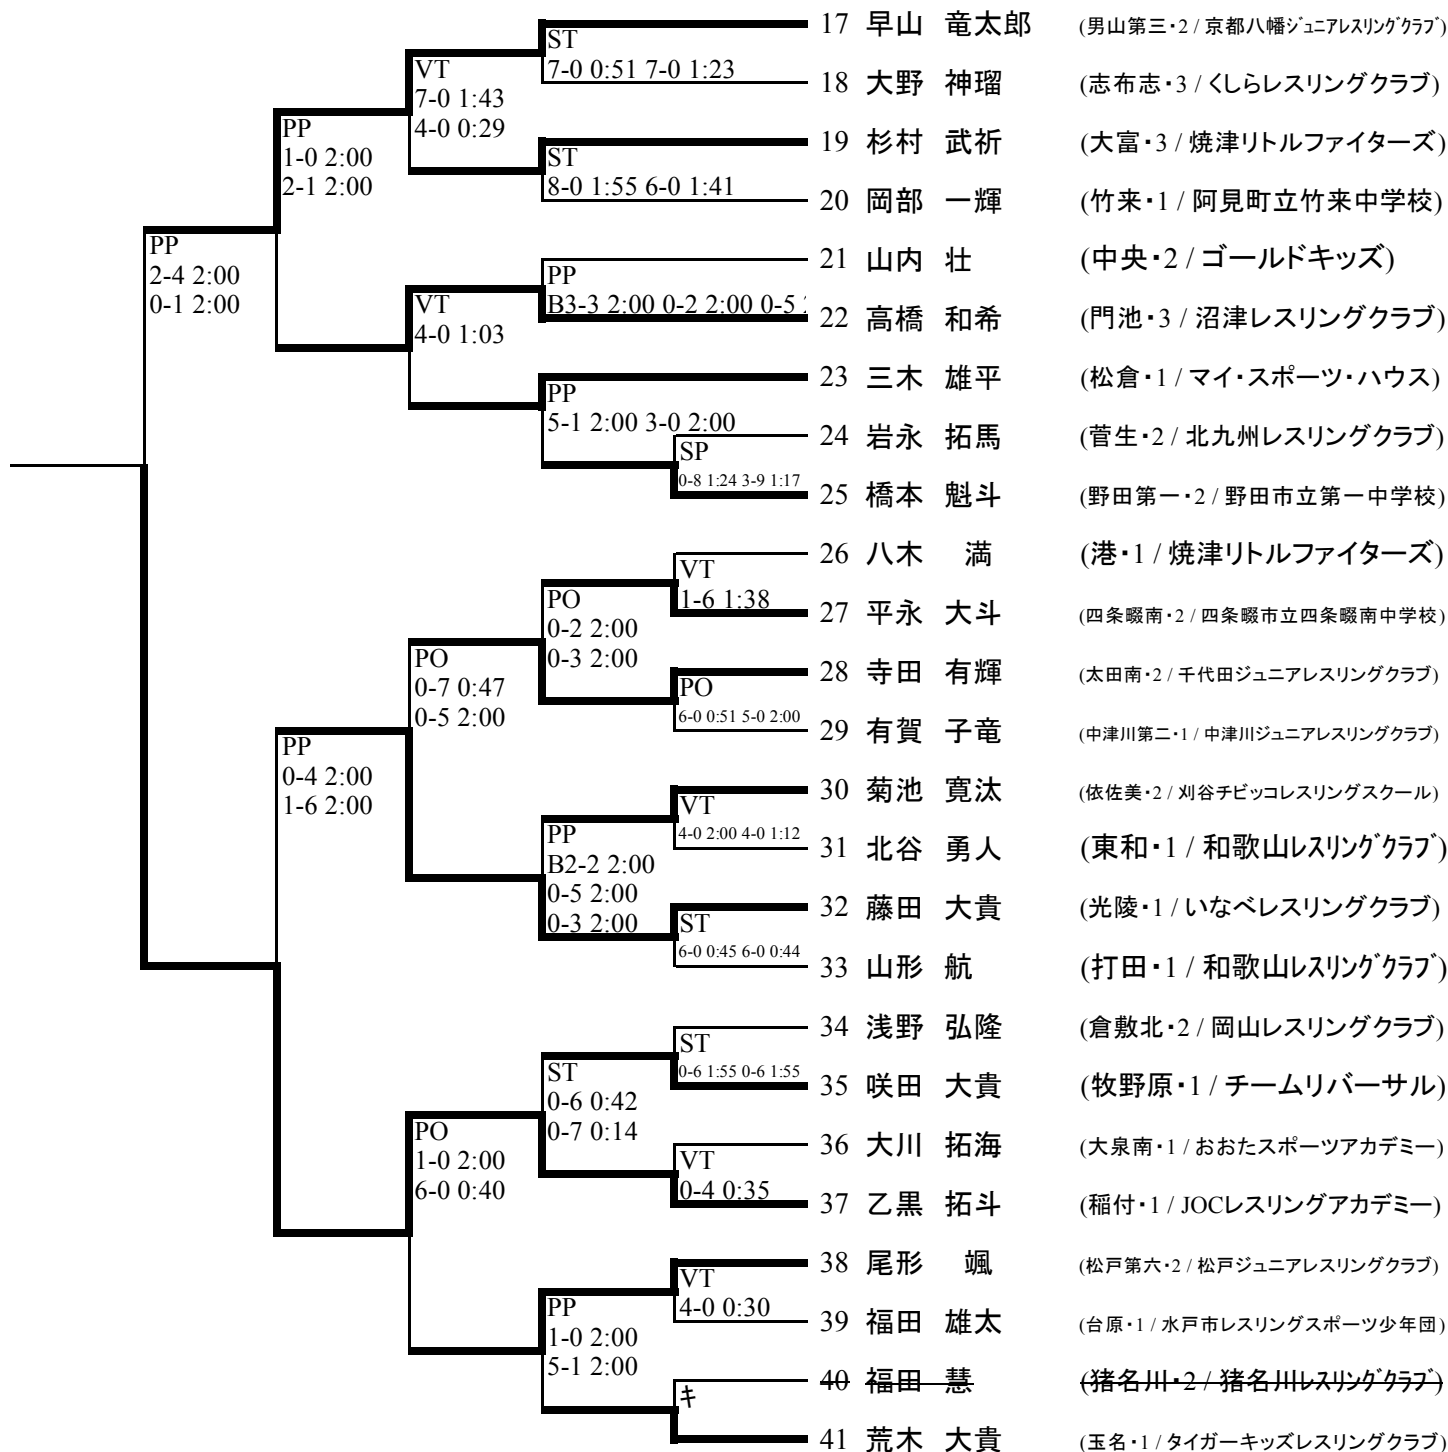 17 早山 竜太郎 (男山第三・2 / 京都八幡ｼﾞｭﾆｱﾚｽﾘﾝｸﾞｸﾗﾌﾞ)
ST
7-0 0:51 7-0 1:23
18 大野 神瑠 (志布志・3 / くしらレスリングクラブ)
VT
7-0 1:43
4-0 0:29
19 杉村 武祈 (大富・3 / 焼津リトルファイターズ)
ST
8-0 1:55 6-0 1:41
20 岡部 一輝 (竹来・1 / 阿見町立竹来中学校)
PP
1-0 2:00
2-1 2:00
21 山内 壮 (中央・2 / ゴールドキッズ)
PP
B3-3 2:00 0-2 2:00 0-5
22 高橋 和希 (門池・3 / 沼津レスリングクラブ)
PP
2-4 2:00
0-1 2:00
VT
4-0 1:03
23 三木 雄平 (松倉・1 / マイ・スポーツ・ハウス)
PP
5-1 2:00 3-0 2:00
24 岩永 拓馬 (菅生・2 / 北九州レスリングクラブ)
SP
0-8 1:24 3-9 1:17
25 橋本 魁斗 (野田第一・2 / 野田市立第一中学校)
26 八木 満 (港・1 / 焼津リトルファイターズ)
VT
1-6 1:38
27 平永 大斗 (四条畷南・2 / 四条畷市立四条畷南中学校)
PO
0-2 2:00
0-3 2:00
28 寺田 有輝 (太田南・2 / 千代田ジュニアレスリングクラブ)
PO
6-0 0:51 5-0 2:00
29 有賀 子竜 (中津川第二・1 / 中津川ジュニアレスリングクラブ)
PO
0-7 0:47
0-5 2:00
30 菊池 寛汰 (依佐美・2 / 刈谷チビッコレスリングスクール)
VT
4-0 2:00 4-0 1:12
31 北谷 勇人 (東和・1 / 和歌山ﾚｽﾘﾝｸﾞｸﾗﾌﾞ)
PP
0-4 2:00
1-6 2:00
PP
B2-2 2:00
0-5 2:00
0-3 2:00
32 藤田 大貴 (光陵・1 / いなべレスリングクラブ)
ST
6-0 0:45 6-0 0:44
33 山形 航 (打田・1 / 和歌山ﾚｽﾘﾝｸﾞｸﾗﾌﾞ)
34 浅野 弘隆 (倉敷北・2 / 岡山レスリングクラブ)
ST
0-6 1:55 0-6 1:55
35 咲田 大貴 (牧野原・1 / チームリバーサル)
ST
0-6 0:42
0-7 0:14
36 大川 拓海 (大泉南・1 / おおたスポーツアカデミー)
VT
0-4 0:35
37 乙黒 拓斗 (稲付・1 / JOCレスリングアカデミー)
PO
1-0 2:00
6-0 0:40
38 尾形 颯 (松戸第六・2 / 松戸ジュニアレスリングクラブ)
VT
4-0 0:30
39 福田 雄太 (台原・1 / 水戸市レスリングスポーツ少年団)
PP
1-0 2:00
5-1 2:00
40 福田 慧 (猪名川・2 / 猪名川ﾚｽﾘﾝｸﾞｸﾗﾌﾞ)
キ
41 荒木 大貴 (玉名・1 / タイガーキッズレスリングクラブ)